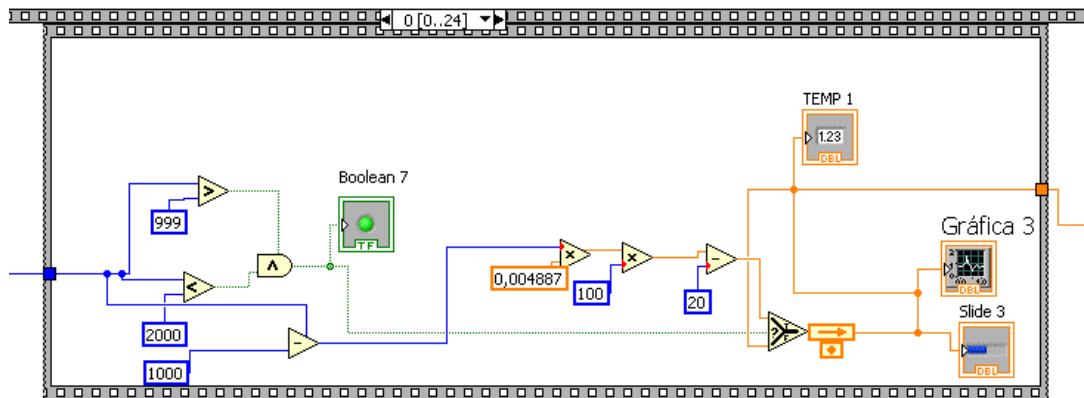 0 [0..24]
TEMP 1
1.23
DBL
Boolean 7
TF
>
999
Gráfica 3
DBL
^
x
x
-
0,004887
100
20
<
2000
?
Slide 3
DBL
-
1000